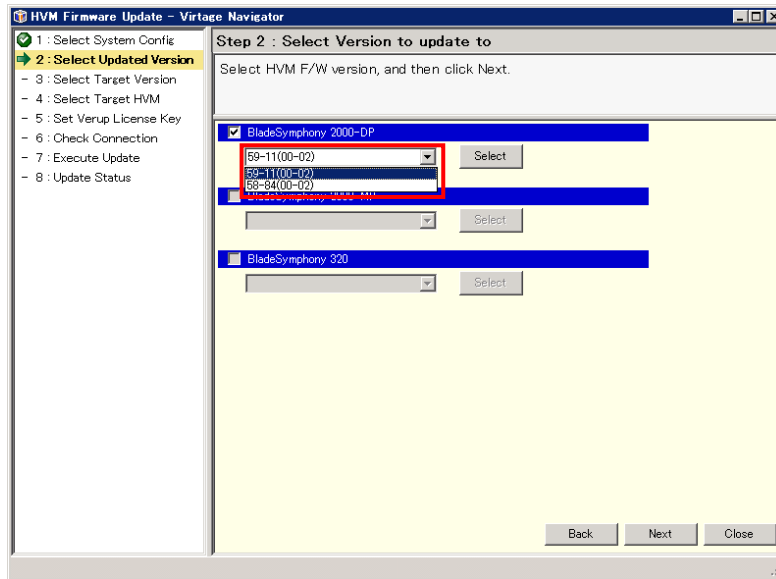 HVM Firmware Update - Virtage Navigator
1 : Select System Config
2 : Select Updated Version
- 3 : Select Target Version
- 4 : Select Target HVM
- 5 : Set Verup License Key
- 6 : Check Connection
- 7 : Execute Update
- 8 : Update Status
Step 2 : Select Version to update to
Select HVM F/W version, and then click Next.
BladeSymphony 2000-DP
59-11(00-02)
Select
59-11(00-02)
58-84(00-02)
BladeSymphony 2000-MP
Select
BladeSymphony 320
Select
Back
Next
Close